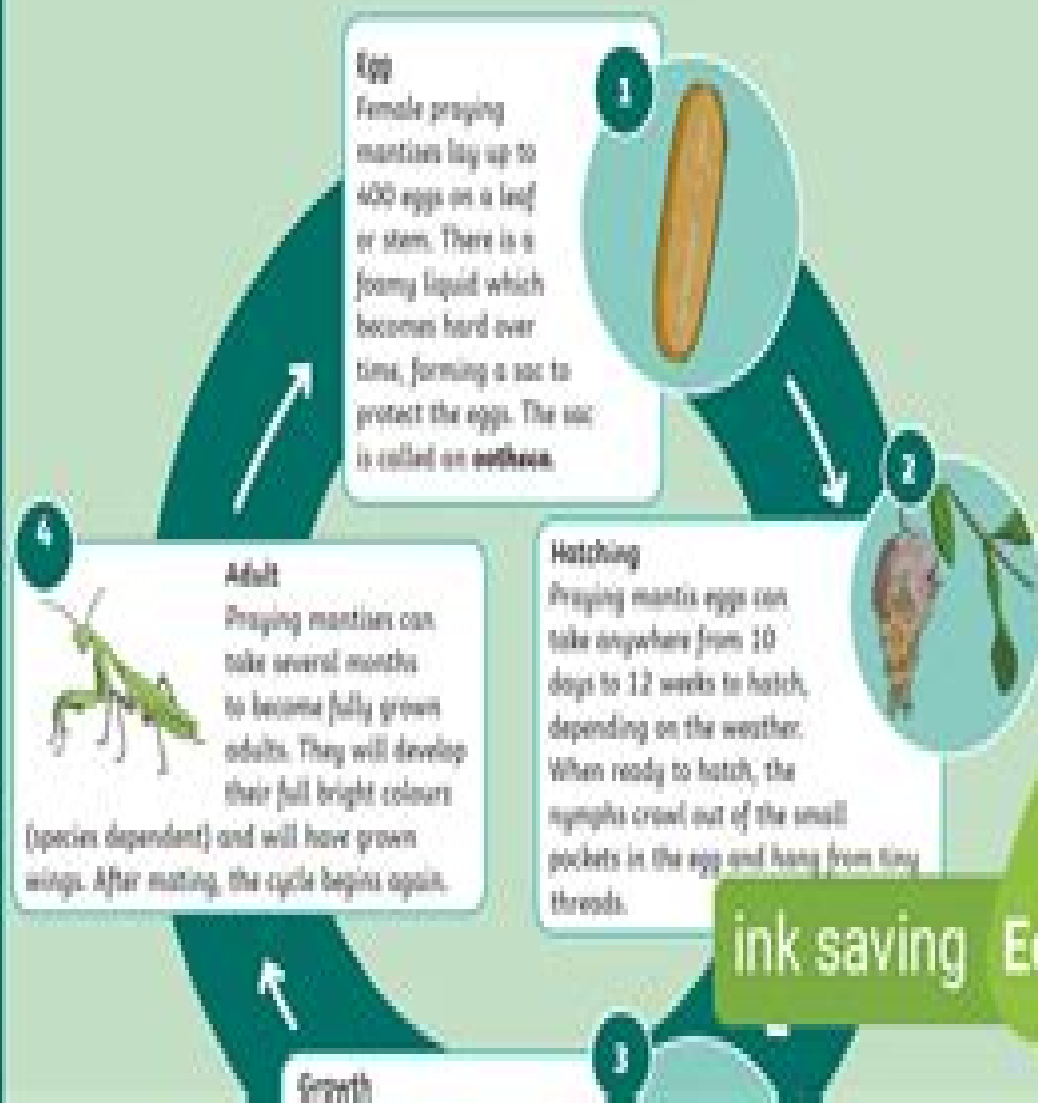 1
Egg
Female praying
mantises lay up to
400 eggs on a leaf
or stem. There is a
foamy liquid which
becomes hard over
time, forming a sac to
protect the eggs. The sac
is called an
2
Hatching
Praying mantis eggs can
take anywhere from 10
days to 12 weeks to hatch,
depending on the weather.
When ready to hatch, the
nymphs crawl out of the small
pockets in the egg and hang from tiny
threads.
3
Growth
4
Adult
Praying mantises can
take several months
to become fully grown
adults. They will develop
their full bright colours
(species dependent) and will have grown
wings. After mating, the cycle begins again.
ink saving